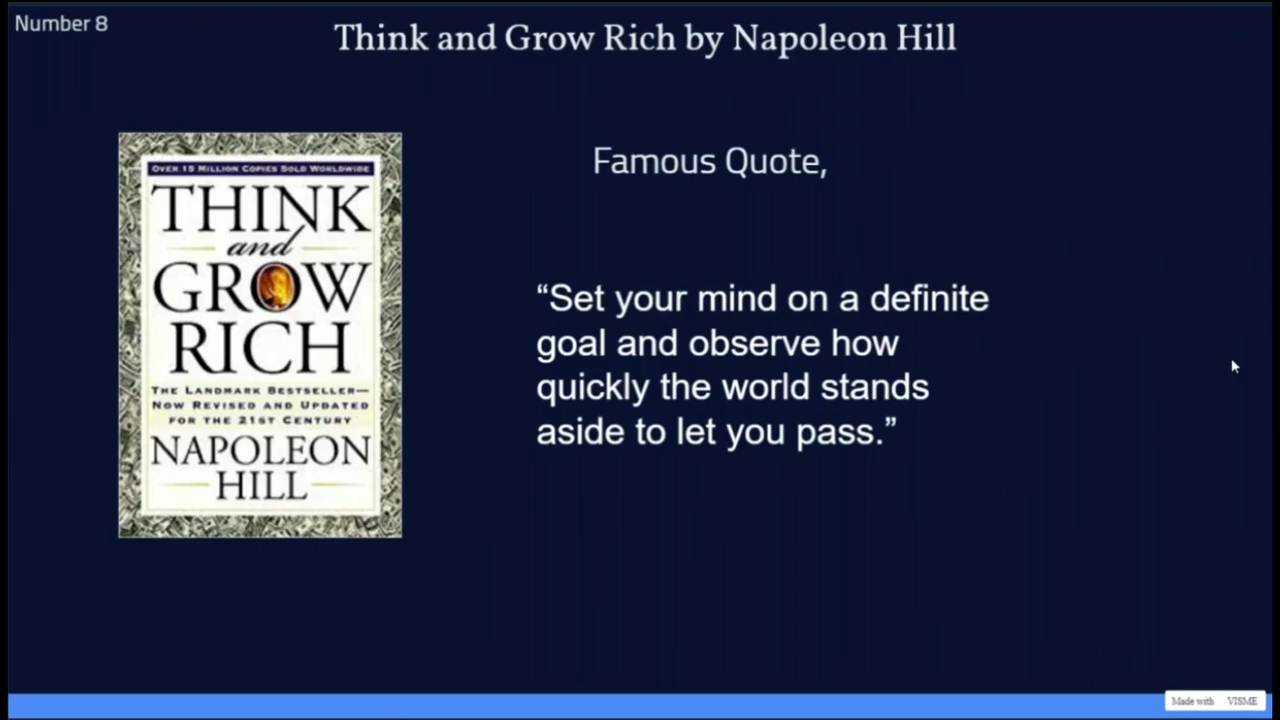 Number 8
Think and Grow Rich by Napoleon Hill
OVER 15 MILLION COPIES SOLD WORLDWIDE
THINK
and
GROW
RICH
THE LANDMARK BESTSELLER—
NOW REVISED AND UPDATED
FOR THE 21ST CENTURY
NAPOLEON
HILL
Famous Quote,
“Set your mind on a definite
goal and observe how
quickly the world stands
aside to let you pass.”
Made with VISME